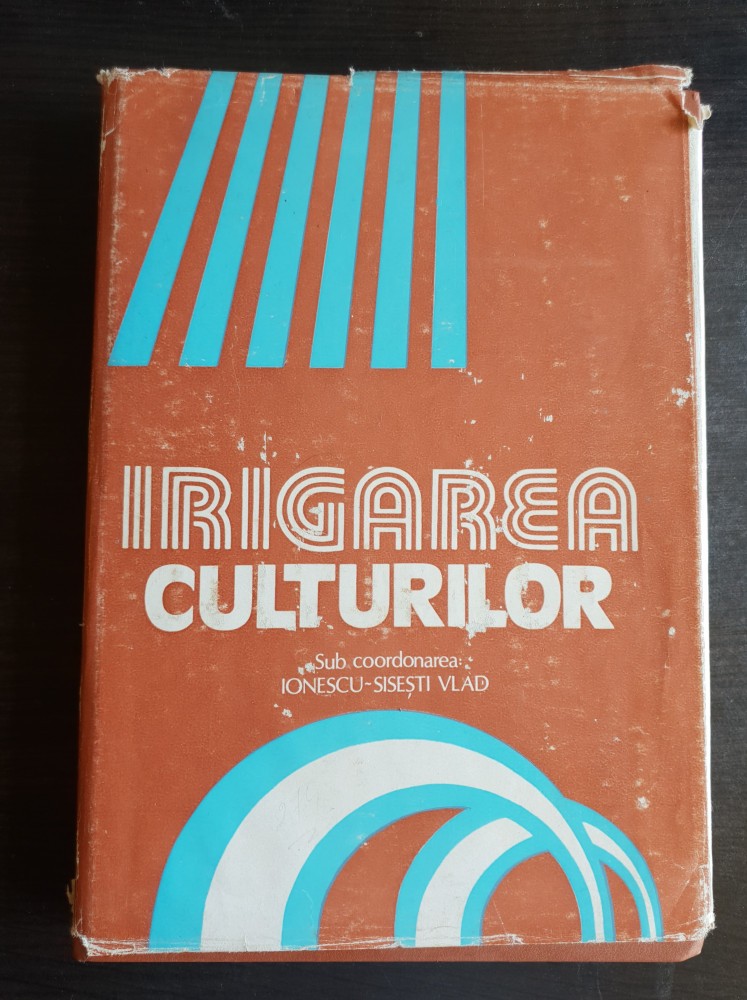 IRIGAREA
CULTURILOR
Sub coordonarea:
IONESCU-SISEȘTI VLAD